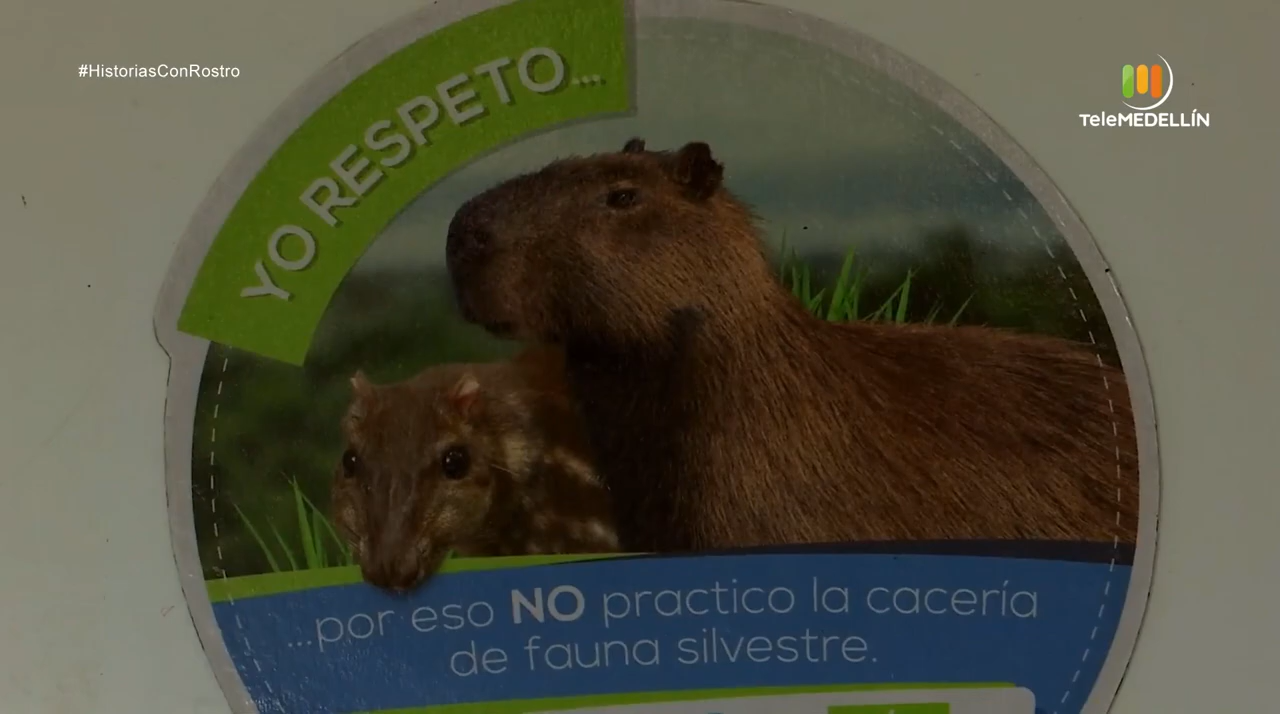 #HistoriasConRostro
TeleMEDELLÍN
YO RESPETO...
...por eso NO practico la cacería
de fauna silvestre.